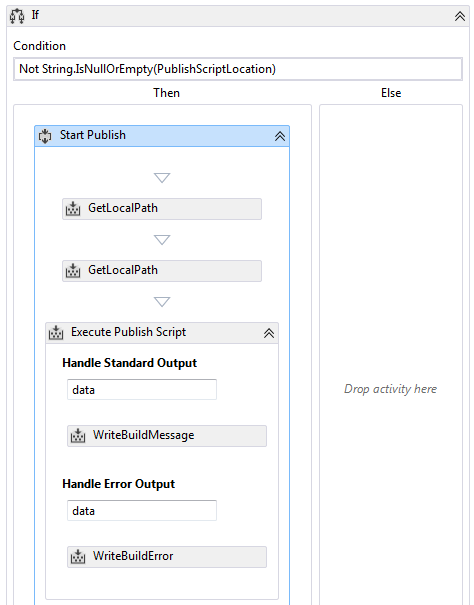 If
Condition
Not String.IsNullOrEmpty(PublishScriptLocation)
Then
Else
Start Publish
GetLocalPath
GetLocalPath
Execute Publish Script
Handle Standard Output
data
WriteBuildMessage
Handle Error Output
data
WriteBuildError
Drop activity here